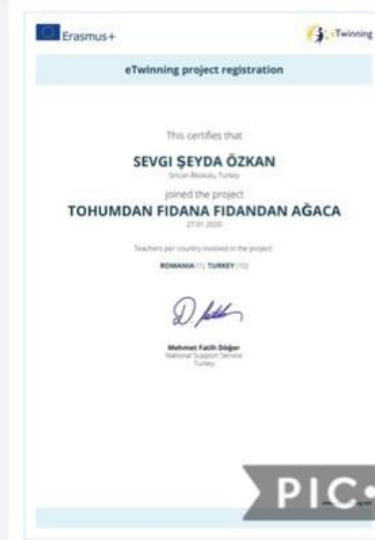 Erasmus+
eTwinning
eTwinning project registration
This certifies that
SEVGI ŞEYDA ÖZKAN
Sincan İlkokulu, Turkey
joined the project
TOHUMDAN FIDANA FIDANDAN AĞACA
27.01.2020
Teachers per country involved in the project:
ROMANIA (1) TURKEY (10)
Mehmet Fatih Döğer
National Support Service
Turkey
PIC•